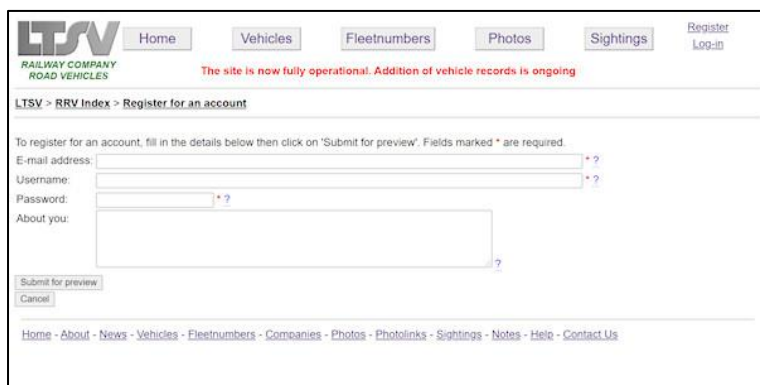 LTSV
RAILWAY COMPANY
ROAD VEHICLES
Home Vehicles Fleetnumbers Photos Sightings
Register
Log-in
The site is now fully operational. Addition of vehicle records is ongoing
LTSV > RRV Index > Register for an account
To register for an account, fill in the details below then click on 'Submit for preview'. Fields marked * are required.
E-mail address: * ?
Username: * ?
Password: * ?
About you: ?
Submit for preview
Cancel
Home - About - News - Vehicles - Fleetnumbers - Companies - Photos - Photolinks - Sightings - Notes - Help - Contact Us